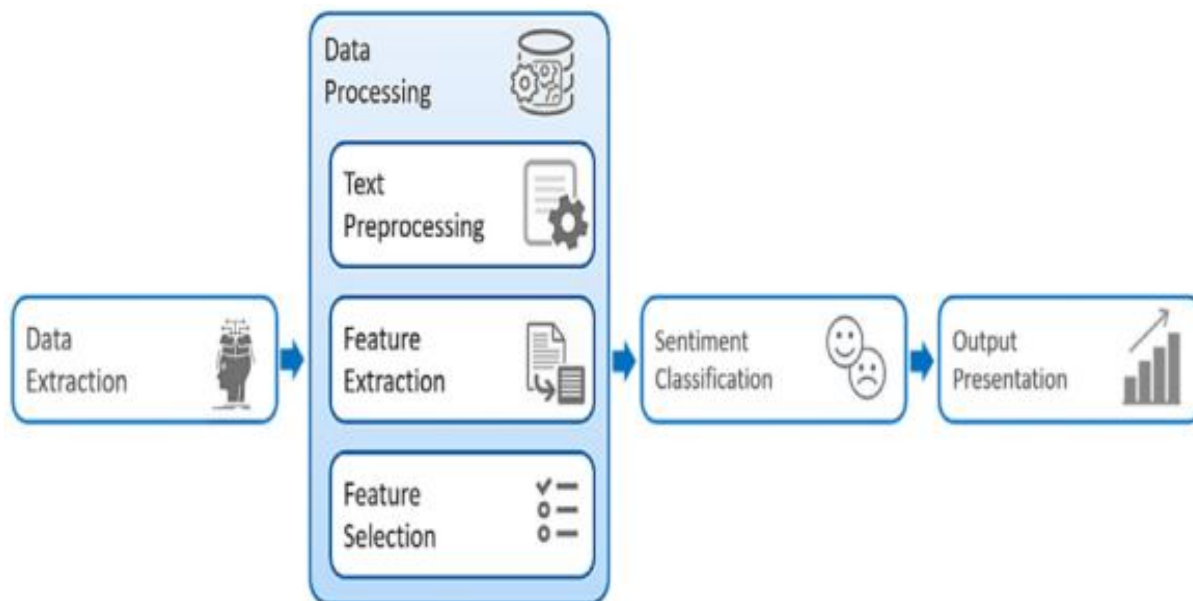 Data
Processing
Text
Preprocessing
Data
Extraction
Feature
Extraction
Sentiment
Classification
Output
Presentation
Feature
Selection